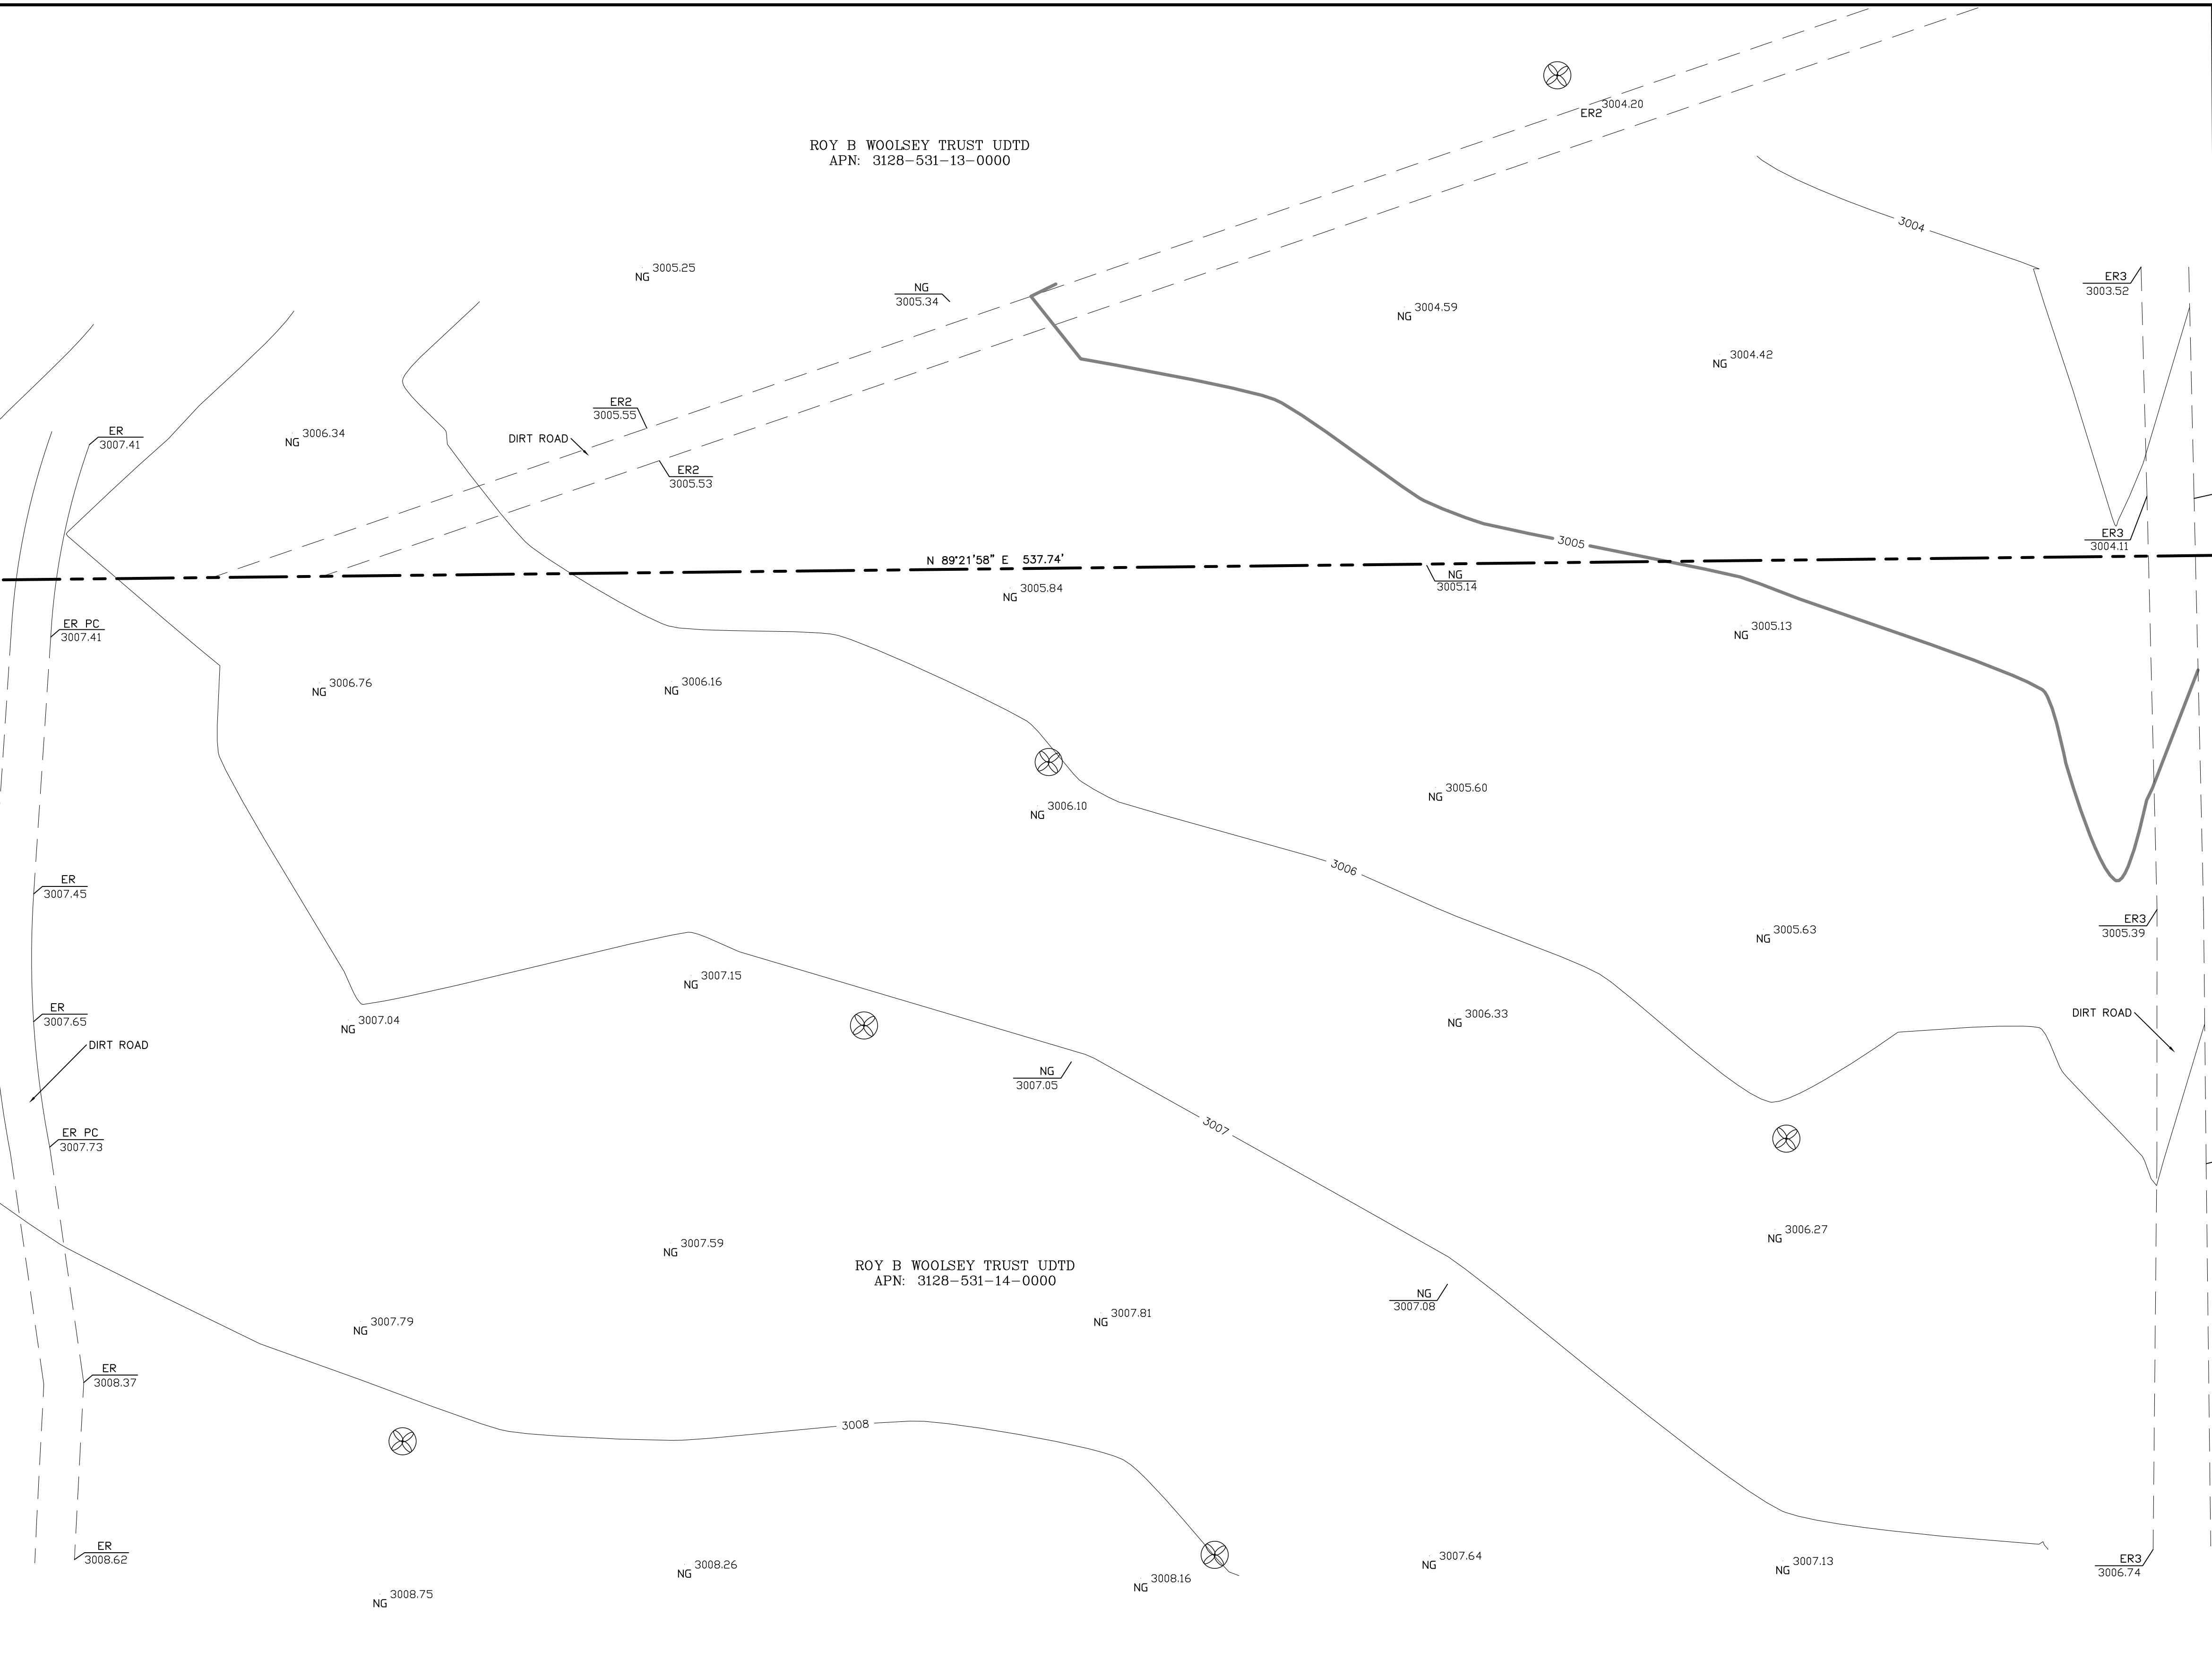 3004.20
ER2
ROY B WOOLSEY TRUST UDTD
APN: 3128-531-13-0000
3004
3005.25
NG
NG
3005.34
ER3
3003.52
3004.59
NG
3004.42
NG
ER2
3005.55
ER
3007.41
3006.34
NG
DIRT ROAD
ER2
3005.53
3005
ER3
3004.11
N 89°21'58" E 537.74'
NG
3005.14
3005.84
NG
ER PC
3007.41
3005.13
NG
3006.76
NG
3006.16
NG
3005.60
NG
3006.10
NG
3006
ER
3007.45
ER3
3005.39
3005.63
NG
3007.15
NG
ER
3007.65
3007.04
NG
3006.33
NG
DIRT ROAD
DIRT ROAD
NG
3007.05
3007
ER PC
3007.73
3006.27
NG
3007.59
NG
ROY B WOOLSEY TRUST UDTD
APN: 3128-531-14-0000
NG
3007.08
3007.79
NG
3007.81
NG
ER
3008.37
3008
ER
3008.62
3008.26
NG
3007.64
NG
3007.13
NG
ER3
3006.74
3008.16
NG
3008.75
NG